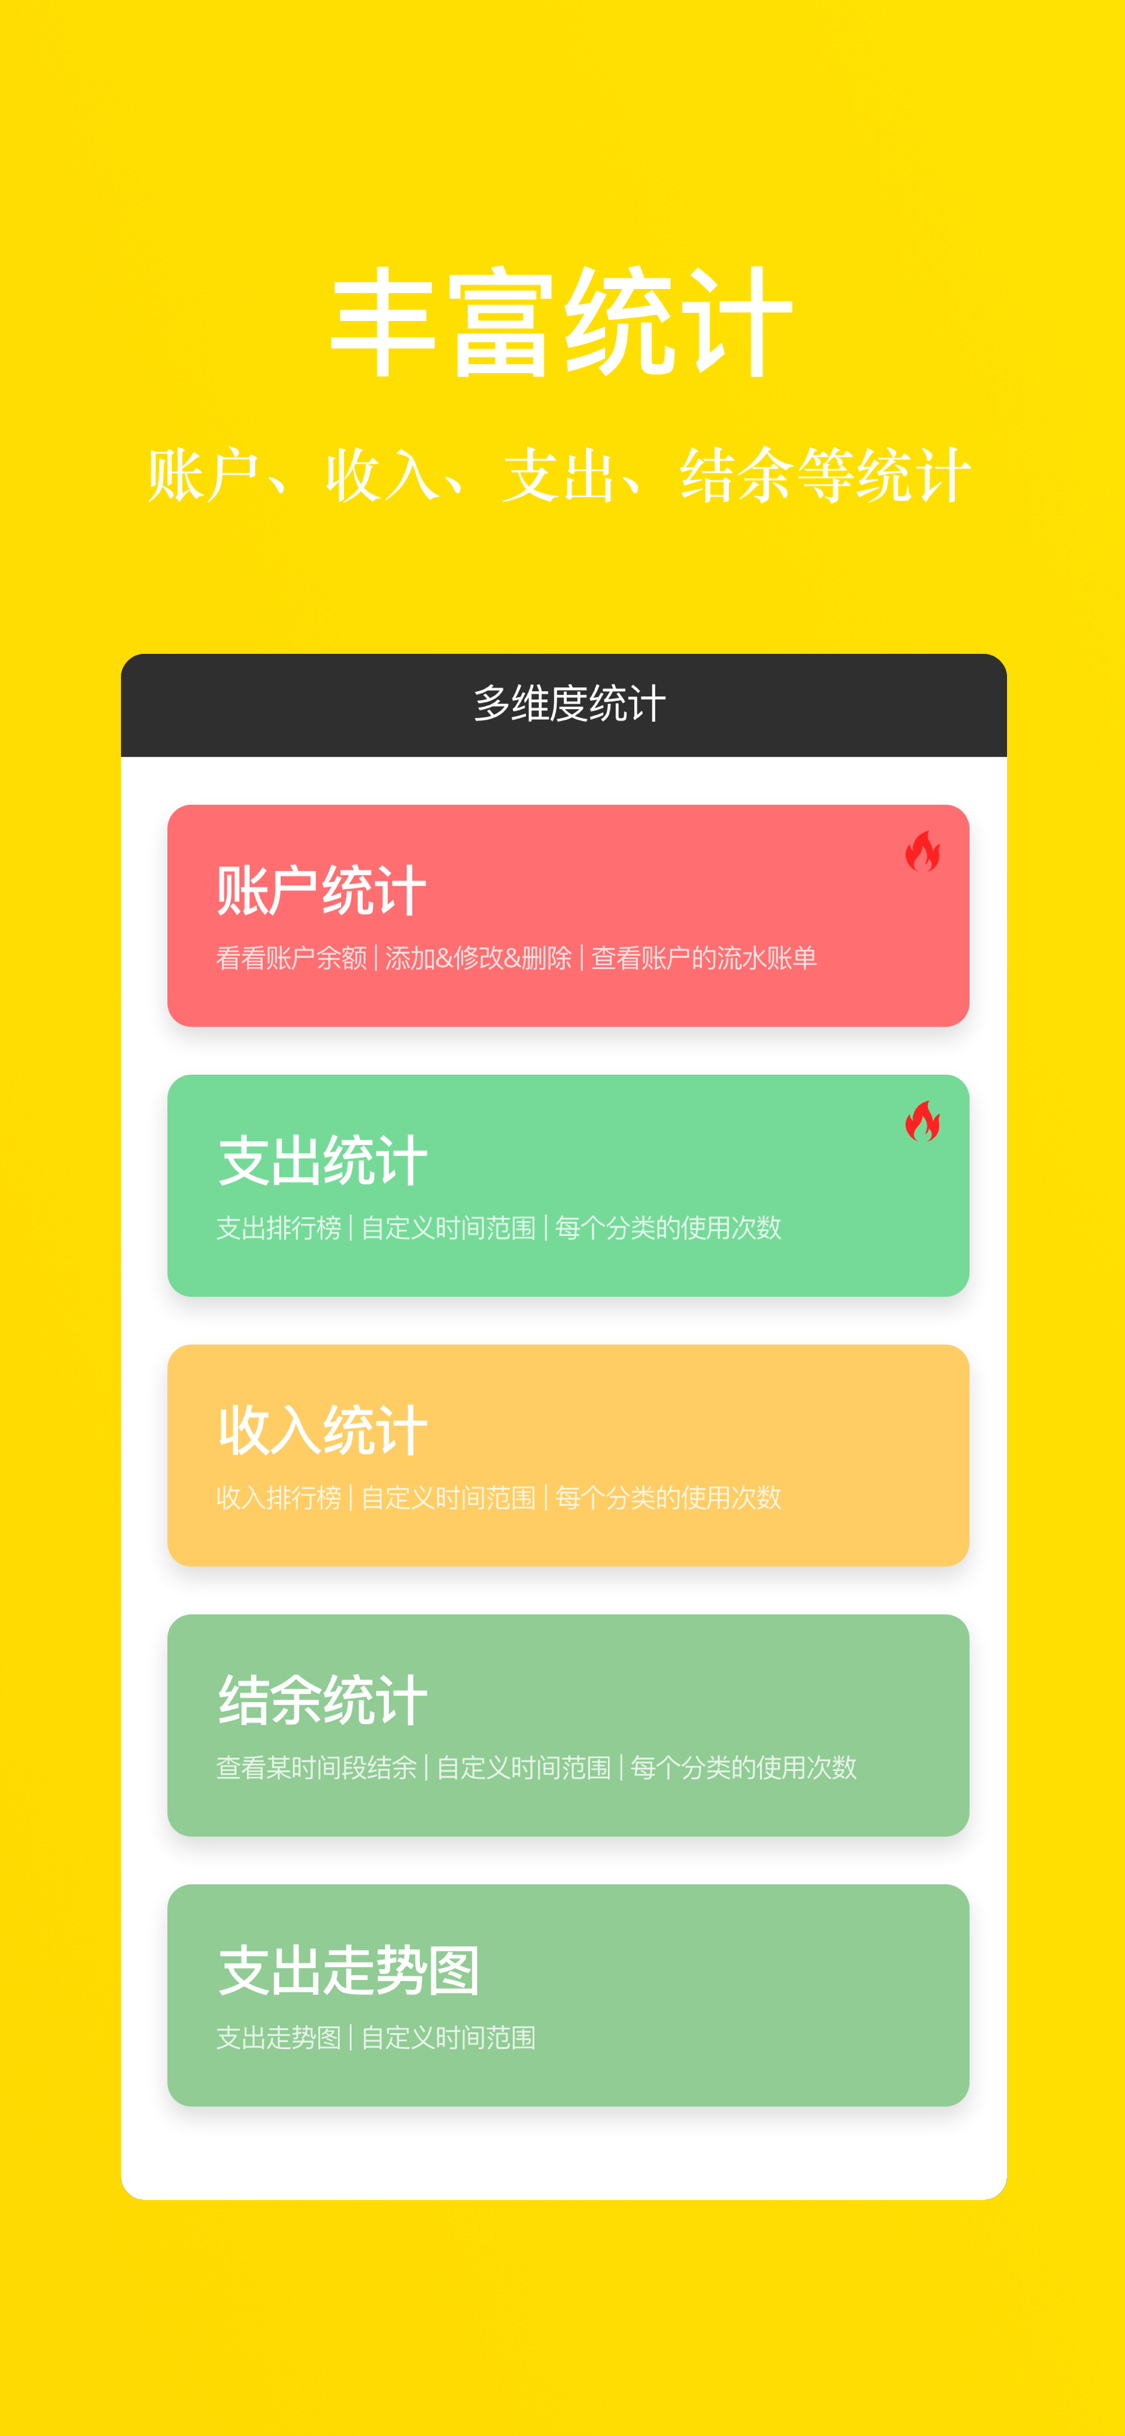 丰富统计
账户、收入、支出、结余等统计
多维度统计
账户统计
看看账户余额 | 添加&修改&删除 | 查看账户的流水账单
支出统计
支出排行榜 | 自定义时间范围 | 每个分类的使用次数
收入统计
收入排行榜 | 自定义时间范围 | 每个分类的使用次数
结余统计
查看某时间段结余 | 自定义时间范围 | 每个分类的使用次数
支出走势图
支出走势图 | 自定义时间范围